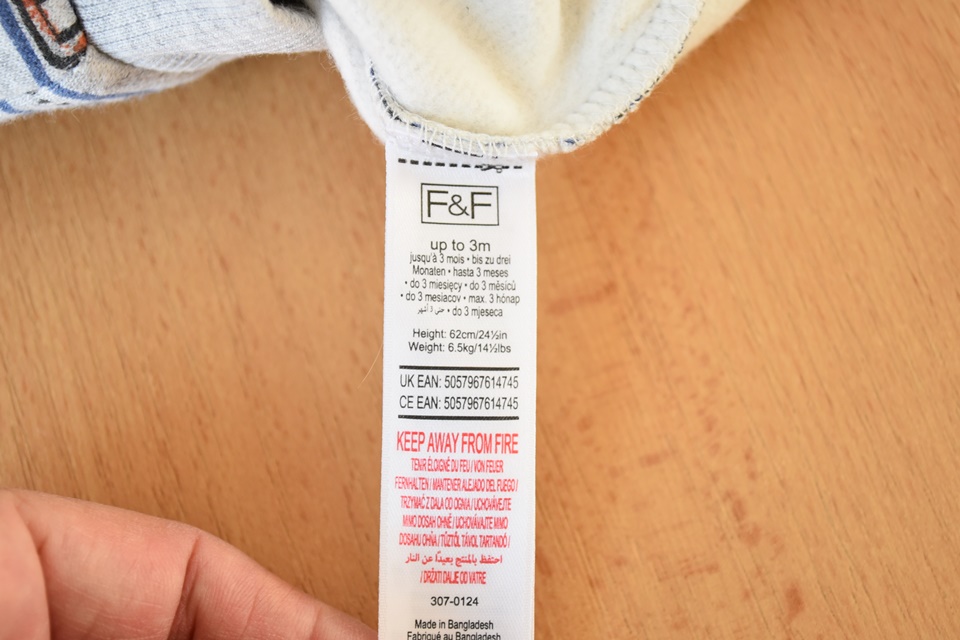 F&F
up to 3m
jusqu'à 3 mois • bis zu drei
Monaten • hasta 3 meses
• do 3 miesięcy • do 3 měsíců
• do 3 mesiacov • max. 3 hónap
حتى 3 أشهر • do 3 mjeseca
Height: 62cm/24½in
Weight: 6.5kg/14½lbs
UK EAN: 5057967614745
CE EAN: 5057967614745
KEEP AWAY FROM FIRE
TENIR ÉLOIGNÉ DU FEU / VON FEUER
FERNHALTEN / MANTENER ALEJADO DEL FUEGO /
TRZYMAĆ Z DALA OD OGNIA / UCHOVÁVEJTE
MIMO DOSAH OHNĚ / UCHOVÁVAJTE MIMO
DOSAHU OHŇA / TŰZTŐL TÁVOL TARTANDÓ /
احتفظ بالمنتج بعيدًا عن النار
/ DRŽATI DALJE OD VATRE
307-0124
Made in Bangladesh
Fabriqué au Bangladesh